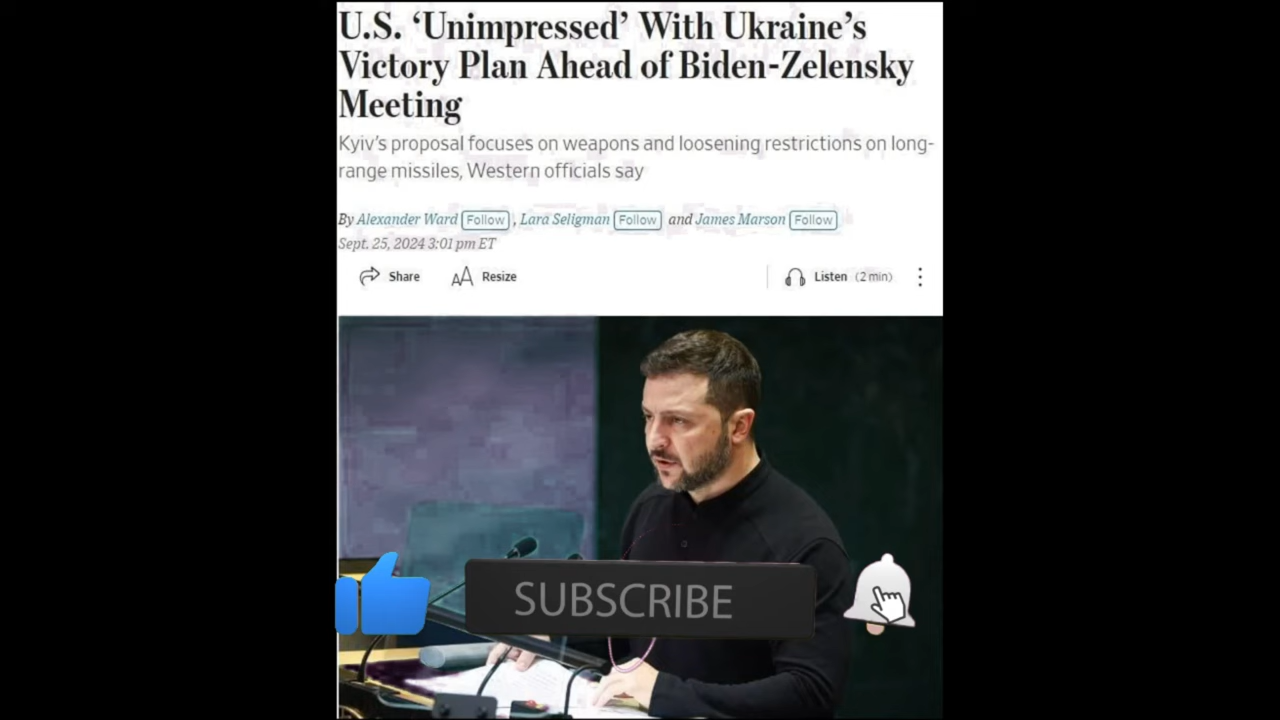 U.S. ‘Unimpressed’ With Ukraine’s
Victory Plan Ahead of Biden-Zelensky
Meeting
Kyiv’s proposal focuses on weapons and loosening restrictions on long-
range missiles, Western officials say
By Alexander Ward Follow , Lara Seligman Follow and James Marson Follow
Sept. 25, 2024 3:01 pm ET
Share AA Resize Listen (2 min)
SUBSCRIBE